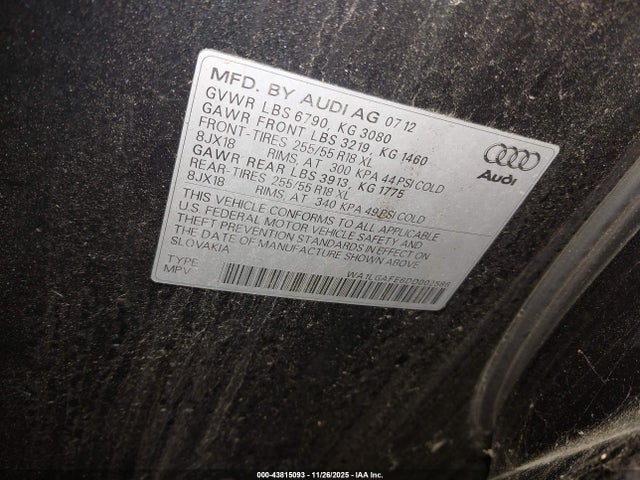 MFD. BY AUDI AG 07 12
GVWR LBS 6790, KG 3080
GAWR FRONT LBS 3219, KG 1460
FRONT-TIRES 255/55 R18 XL
8JX18 RIMS, AT 300 KPA 44 PSI COLD
GAWR REAR LBS 3913, KG 1775
REAR-TIRES 255/55 R18 XL
8JX18 RIMS, AT 340 KPA 49 PSI COLD
THIS VEHICLE CONFORMS TO ALL APPLICABLE
U.S. FEDERAL MOTOR VEHICLE SAFETY AND
THEFT PREVENTION STANDARDS IN EFFECT ON
THE DATE OF MANUFACTURE SHOWN ABOVE
SLOVAKIA
TYPE
MPV
Audi
000-43815093 - 11/26/2025 - IAA Inc.